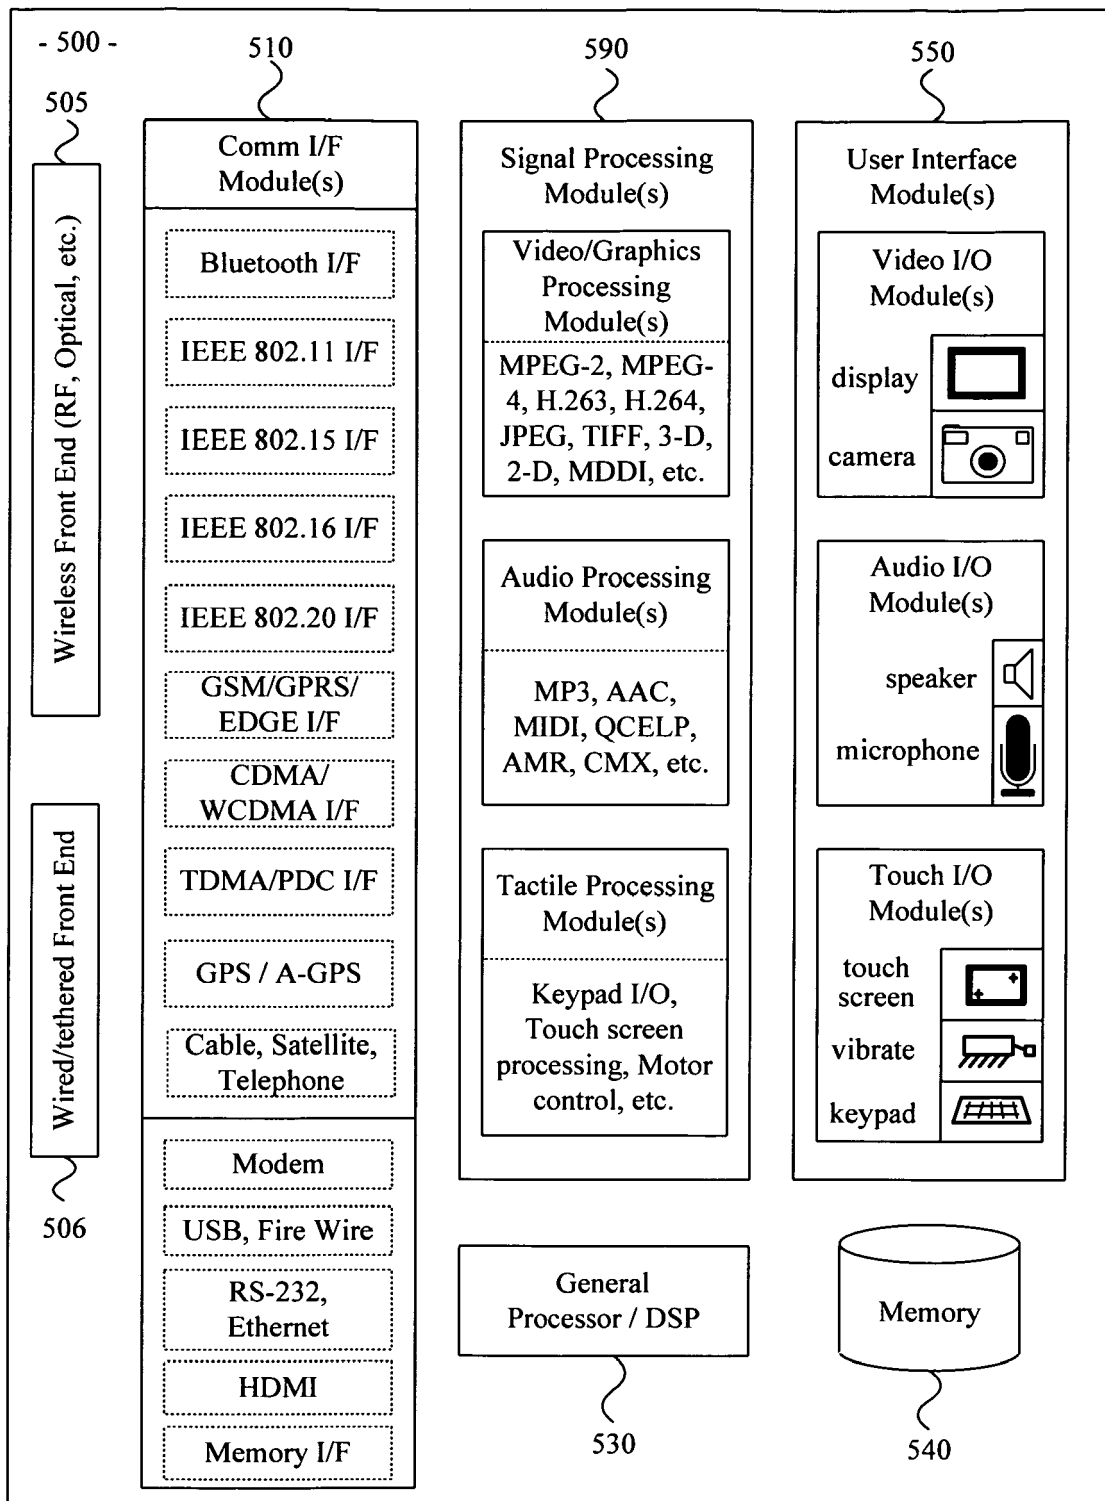 - 500 -
510
590
550
505
Wireless Front End (RF, Optical, etc.)
Wired/tethered Front End
506
Comm I/F
Module(s)
Bluetooth I/F
IEEE 802.11 I/F
IEEE 802.15 I/F
IEEE 802.16 I/F
IEEE 802.20 I/F
GSM/GPRS/
EDGE I/F
CDMA/
WCDMA I/F
TDMA/PDC I/F
GPS / A-GPS
Cable, Satellite,
Telephone
Modem
USB, Fire Wire
RS-232,
Ethernet
HDMI
Memory I/F
Signal Processing
Module(s)
Video/Graphics
Processing
Module(s)
MPEG-2, MPEG-
4, H.263, H.264,
JPEG, TIFF, 3-D,
2-D, MDDI, etc.
Audio Processing
Module(s)
MP3, AAC,
MIDI, QCELP,
AMR, CMX, etc.
Tactile Processing
Module(s)
Keypad I/O,
Touch screen
processing, Motor
control, etc.
General
Processor / DSP
530
User Interface
Module(s)
Video I/O
Module(s)
display
camera
Audio I/O
Module(s)
speaker
microphone
Touch I/O
Module(s)
touch
screen
vibrate
keypad
Memory
540